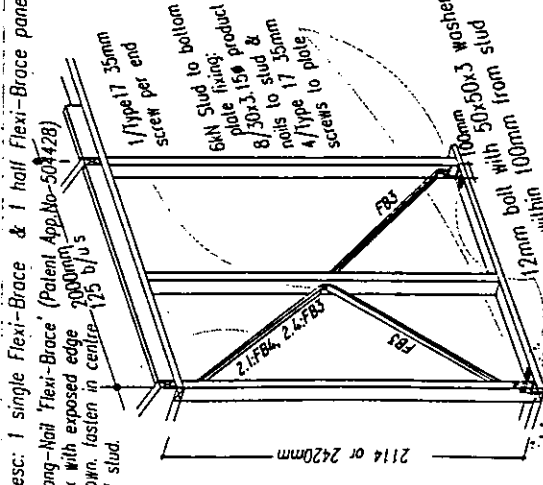 esc: 1 single Flexi-Brace & 1 half Flexi-Brace pane
ong-Nail 'Flexi-Brace' (Patent App.No-504428)
with exposed edge 2000mm
own. fasten in centre 125 b/u s
stud.
1/Type17 35mm
screw per end
6kN Stud to bottom
plate fixing:
8/30x3.15ø product
nails to stud &
4/Type 17 35mm
screws to plate
2.1:FB4, 2.4:FB3
FB3
FB3
2114 or 2420mm
100mm
12mm bolt with 50x50x3 washer
within 100mm from stud